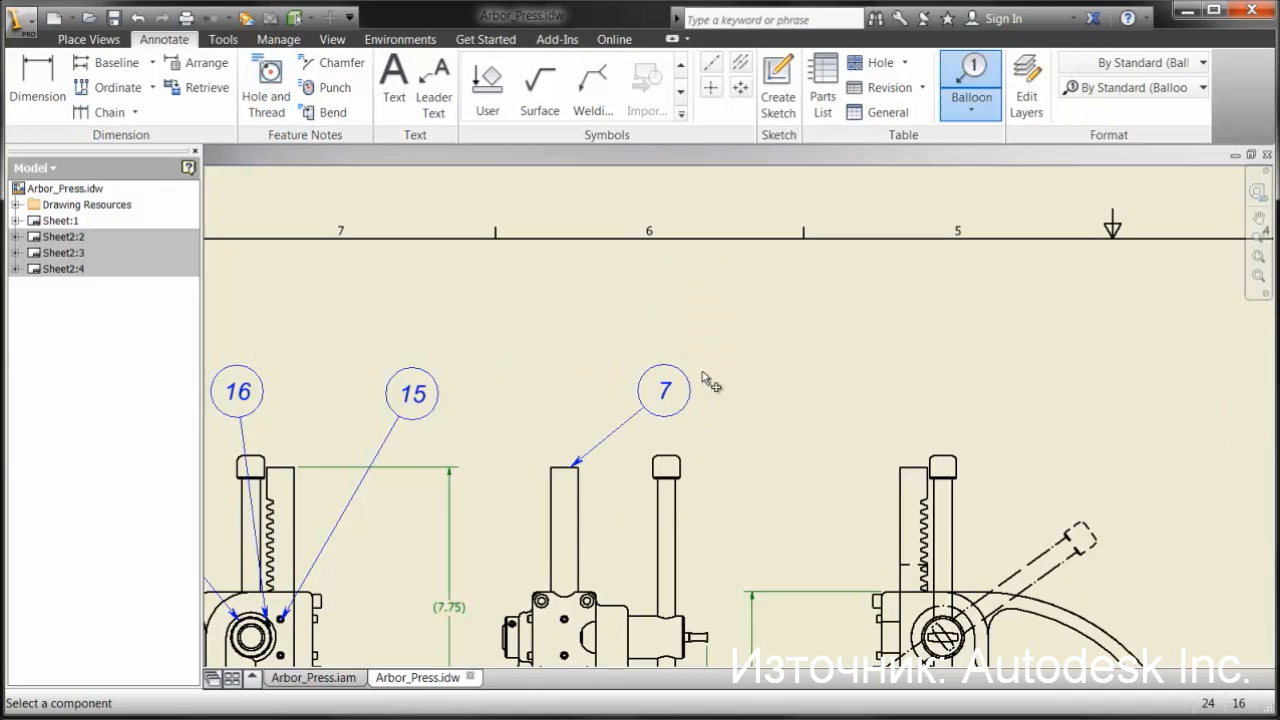 Arbor_Press.idw
Type a keyword or phrase
Sign In
PRO
Place Views
Annotate
Tools
Manage
View
Environments
Get Started
Add-Ins
Online
Dimension
Baseline
Ordinate
Chain
Arrange
Retrieve
Dimension
Hole and
Thread
Chamfer
Punch
Bend
Feature Notes
Text
Leader
Text
Text
User
Surface
Weldi...
Impor...
Symbols
Create
Sketch
Sketch
Parts
List
Hole
Revision
General
Table
Balloon
Edit
Layers
By Standard (Ball
By Standard (Balloo
Format
Model
Arbor_Press.idw
Drawing Resources
Sheet:1
Sheet2:2
Sheet2:3
Sheet2:4
7
6
5
4
16
15
7
(7.75)
Arbor_Press.iam
Arbor_Press.idw
Источник: Autodesk Inc.
Select a component
24
16